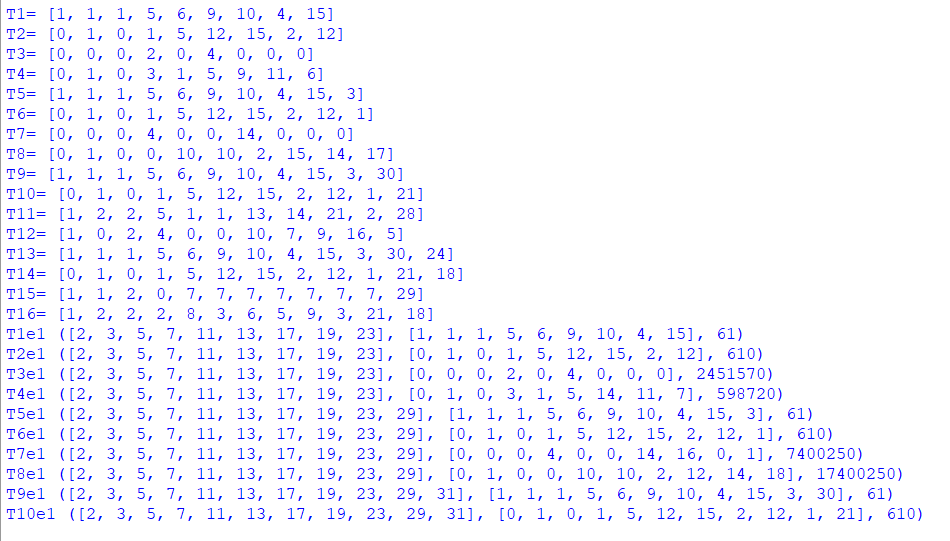 T1= [1, 1, 1, 5, 6, 9, 10, 4, 15]
T2= [0, 1, 0, 1, 5, 12, 15, 2, 12]
T3= [0, 0, 0, 2, 0, 4, 0, 0, 0]
T4= [0, 1, 0, 3, 1, 5, 9, 11, 6]
T5= [1, 1, 1, 5, 6, 9, 10, 4, 15, 3]
T6= [0, 1, 0, 1, 5, 12, 15, 2, 12, 1]
T7= [0, 0, 0, 4, 0, 0, 14, 0, 0, 0]
T8= [0, 1, 0, 0, 10, 10, 2, 15, 14, 17]
T9= [1, 1, 1, 5, 6, 9, 10, 4, 15, 3, 30]
T10= [0, 1, 0, 1, 5, 12, 15, 2, 12, 1, 21]
T11= [1, 2, 2, 5, 1, 1, 13, 14, 21, 2, 28]
T12= [1, 0, 2, 4, 0, 0, 10, 7, 9, 16, 5]
T13= [1, 1, 1, 5, 6, 9, 10, 4, 15, 3, 30, 24]
T14= [0, 1, 0, 1, 5, 12, 15, 2, 12, 1, 21, 18]
T15= [1, 1, 2, 0, 7, 7, 7, 7, 7, 7, 7, 29]
T16= [1, 2, 2, 2, 8, 3, 6, 5, 9, 3, 21, 18]
T1e1 ([2, 3, 5, 7, 11, 13, 17, 19, 23], [1, 1, 1, 5, 6, 9, 10, 4, 15], 61)
T2e1 ([2, 3, 5, 7, 11, 13, 17, 19, 23], [0, 1, 0, 1, 5, 12, 15, 2, 12], 610)
T3e1 ([2, 3, 5, 7, 11, 13, 17, 19, 23], [0, 0, 0, 2, 0, 4, 0, 0, 0], 2451570)
T4e1 ([2, 3, 5, 7, 11, 13, 17, 19, 23], [0, 1, 0, 3, 1, 5, 14, 11, 7], 598720)
T5e1 ([2, 3, 5, 7, 11, 13, 17, 19, 23, 29], [1, 1, 1, 5, 6, 9, 10, 4, 15, 3], 61)
T6e1 ([2, 3, 5, 7, 11, 13, 17, 19, 23, 29], [0, 1, 0, 1, 5, 12, 15, 2, 12, 1], 610)
T7e1 ([2, 3, 5, 7, 11, 13, 17, 19, 23, 29], [0, 0, 0, 4, 0, 0, 14, 16, 0, 1], 7400250)
T8e1 ([2, 3, 5, 7, 11, 13, 17, 19, 23, 29], [0, 1, 0, 0, 10, 10, 2, 12, 14, 18], 17400250)
T9e1 ([2, 3, 5, 7, 11, 13, 17, 19, 23, 29, 31], [1, 1, 1, 5, 6, 9, 10, 4, 15, 3, 30], 61)
T10e1 ([2, 3, 5, 7, 11, 13, 17, 19, 23, 29, 31], [0, 1, 0, 1, 5, 12, 15, 2, 12, 1, 21], 610)